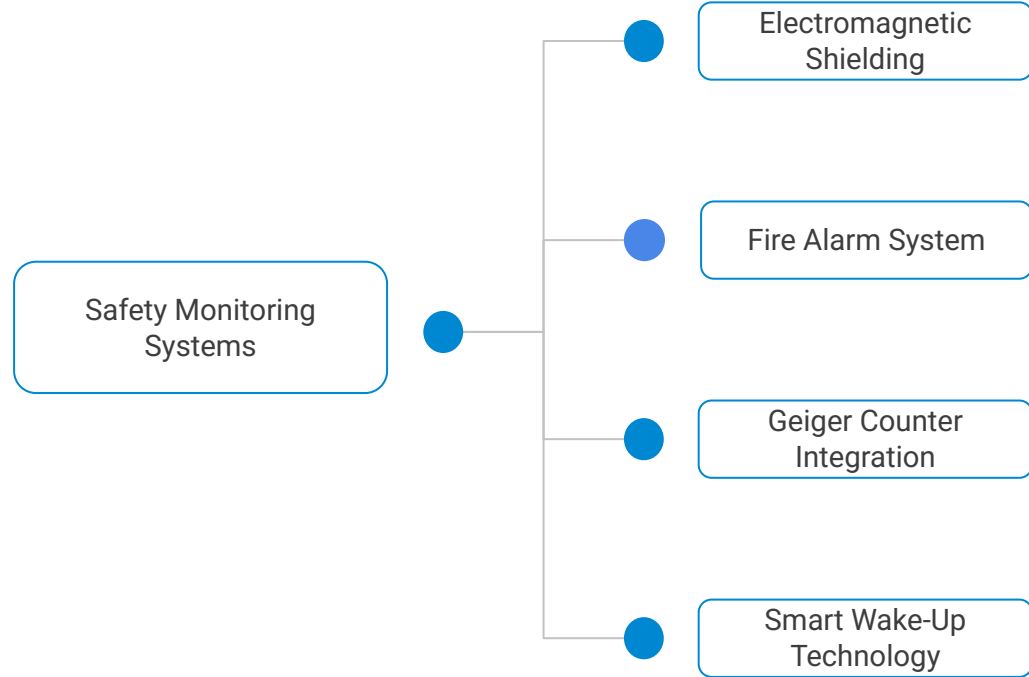 Electromagnetic
Shielding
Fire Alarm System
Safety Monitoring
Systems
Geiger Counter
Integration
Smart Wake-Up
Technology